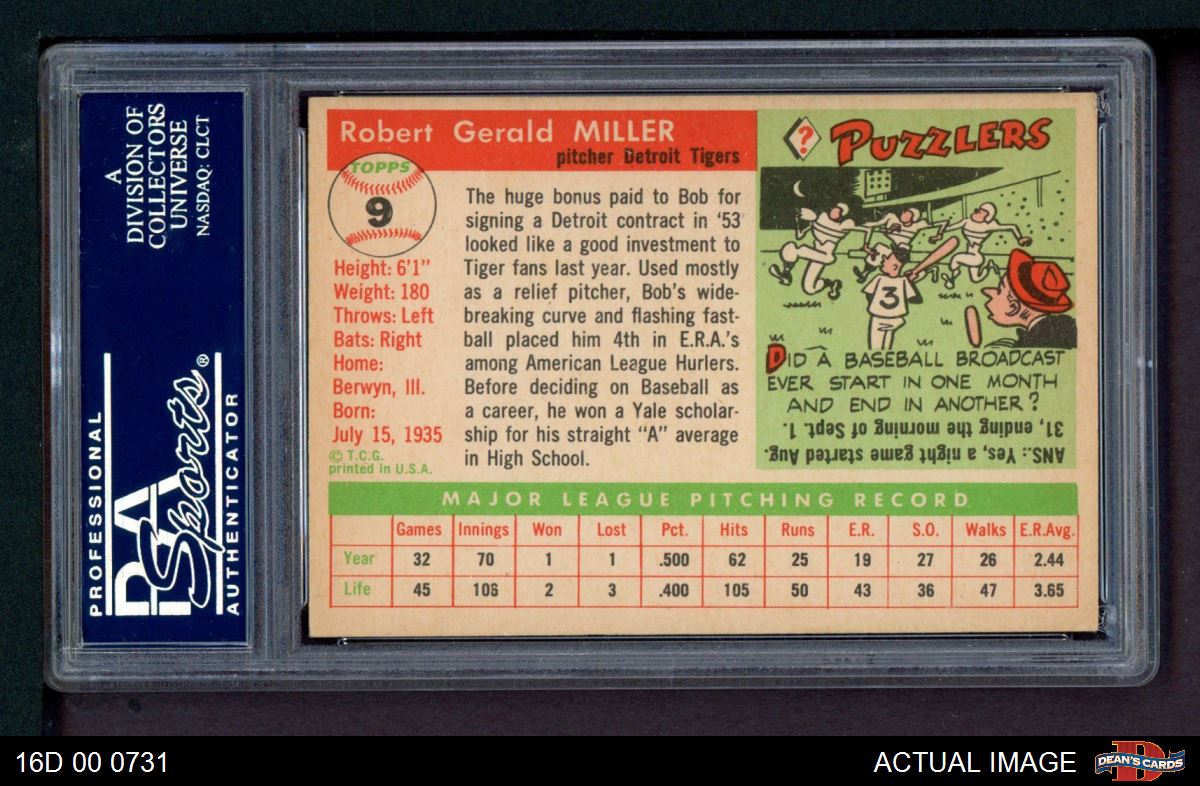 A
DIVISION OF
COLLECTORS
UNIVERSE
NASDAQ: CLCT
PROFESSIONAL
PSA
Sports®
AUTHENTICATOR
Robert Gerald MILLER
pitcher Detroit Tigers
TOPPS
9
Height: 6'1"
Weight: 180
Throws: Left
Bats: Right
Home:
Berwyn, Ill.
Born:
July 15, 1935
© T.C.G.
printed in U.S.A.
The huge bonus paid to Bob for
signing a Detroit contract in '53
looked like a good investment to
Tiger fans last year. Used mostly
as a relief pitcher, Bob's wide-
breaking curve and flashing fast-
ball placed him 4th in E.R.A.'s
among American League Hurlers.
Before deciding on Baseball as
a career, he won a Yale scholar-
ship for his straight "A" average
in High School.
? PUZZLERS
3
DID A BASEBALL BROADCAST
EVER START IN ONE MONTH
AND END IN ANOTHER?
ANS.: Yes, a night game started Aug.
31, ending the morning of Sept. 1.
MAJOR LEAGUE PITCHING RECORD
Games Innings Won Lost Pct. Hits Runs E.R. S.O. Walks E.R.Avg.
Year 32 70 1 1 .500 62 25 19 27 26 2.44
Life 45 106 2 3 .400 105 50 43 36 47 3.65
16D 00 0731
ACTUAL IMAGE
D
DEAN'S CARDS